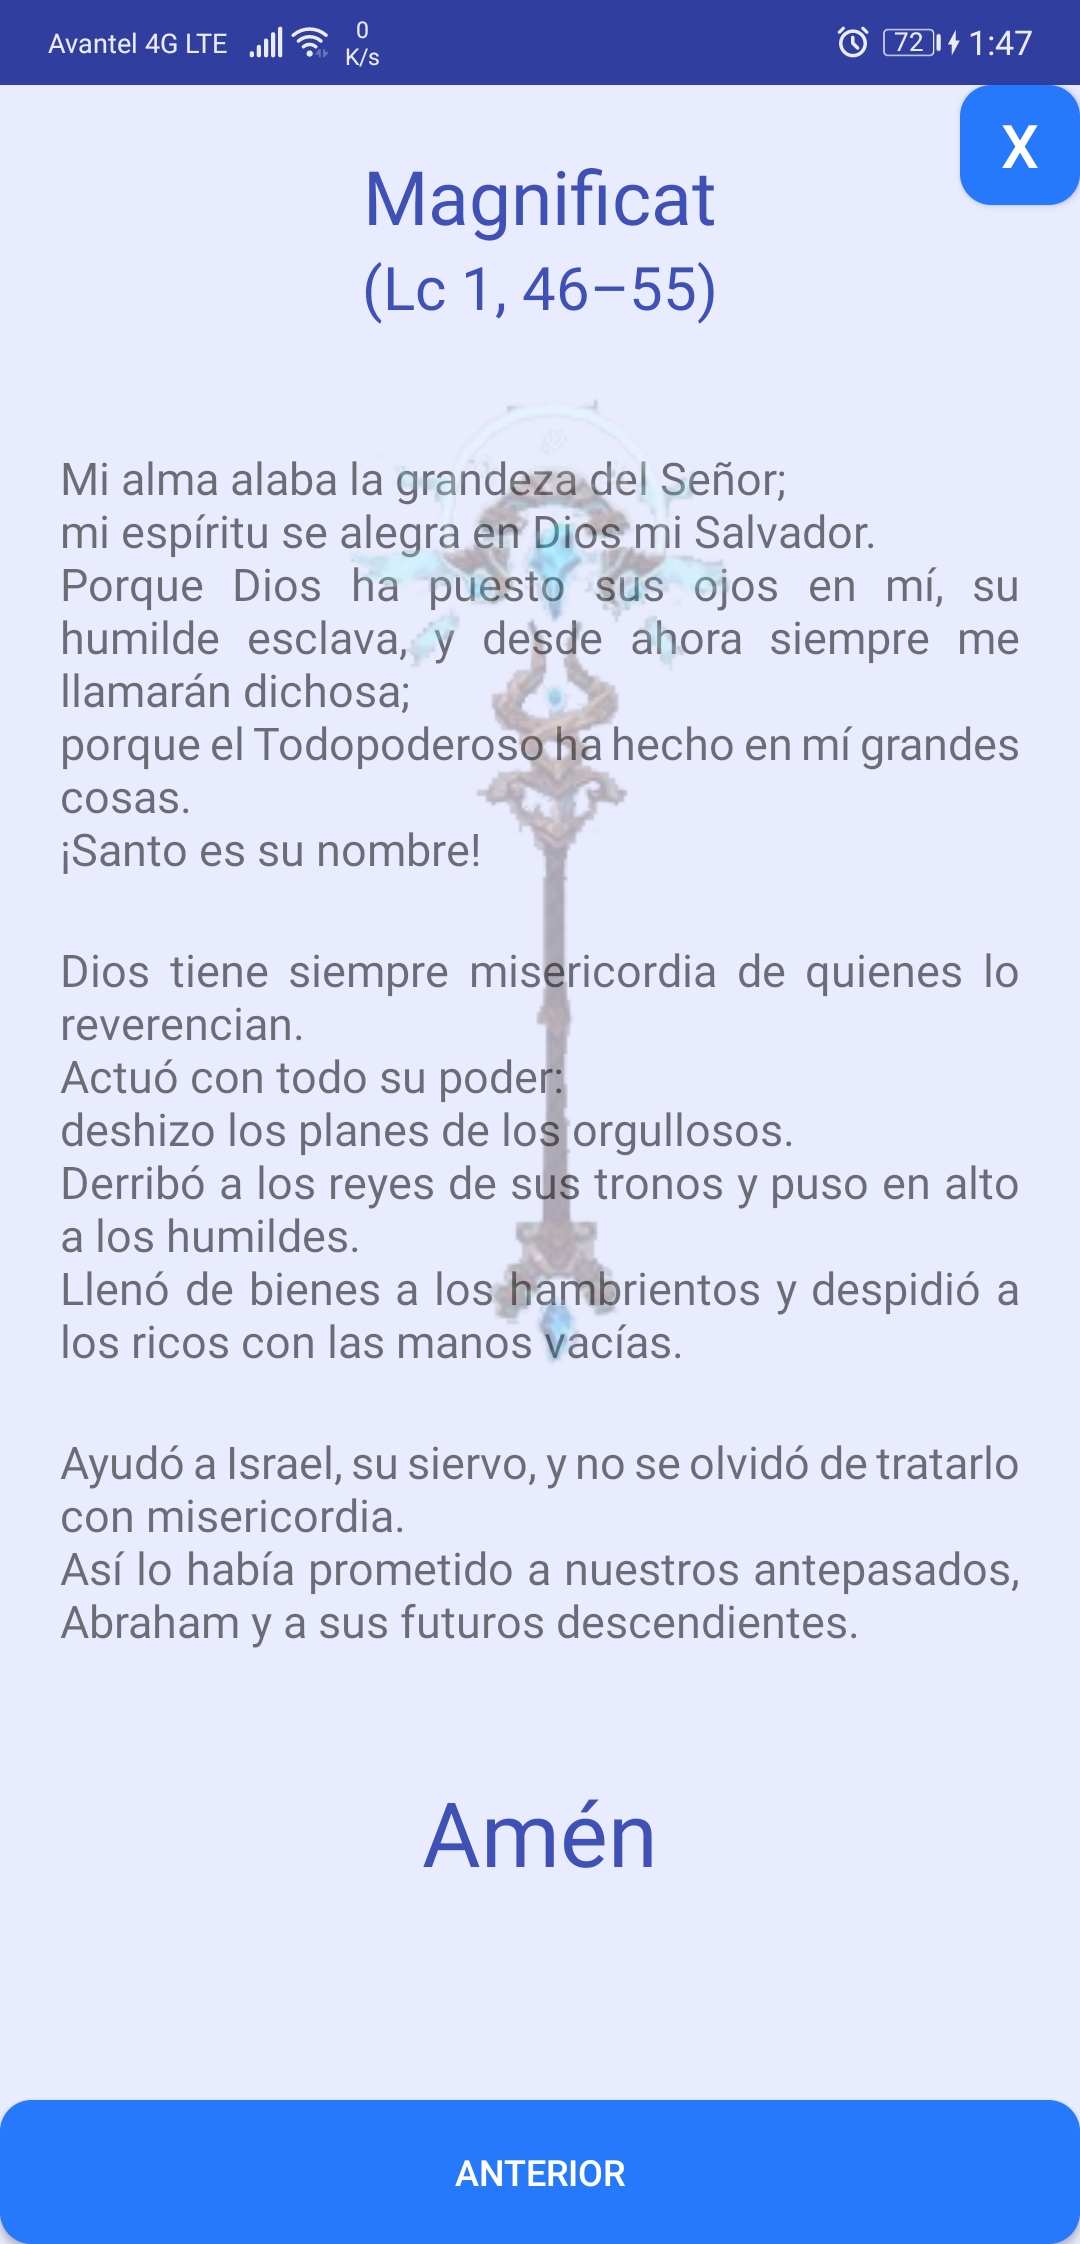 Avantel 4G LTE 0 K/s 72 1:47
X
Magnificat
(Lc 1, 46–55)
Mi alma alaba la grandeza del Señor;
mi espíritu se alegra en Dios mi Salvador.
Porque Dios ha puesto sus ojos en mí, su
humilde esclava, y desde ahora siempre me
llamarán dichosa;
porque el Todopoderoso ha hecho en mí grandes
cosas.
¡Santo es su nombre!
Dios tiene siempre misericordia de quienes lo
reverencian.
Actuó con todo su poder:
deshizo los planes de los orgullosos.
Derribó a los reyes de sus tronos y puso en alto
a los humildes.
Llenó de bienes a los hambrientos y despidió a
los ricos con las manos vacías.
Ayudó a Israel, su siervo, y no se olvidó de tratarlo
con misericordia.
Así lo había prometido a nuestros antepasados,
Abraham y a sus futuros descendientes.
Amén
ANTERIOR